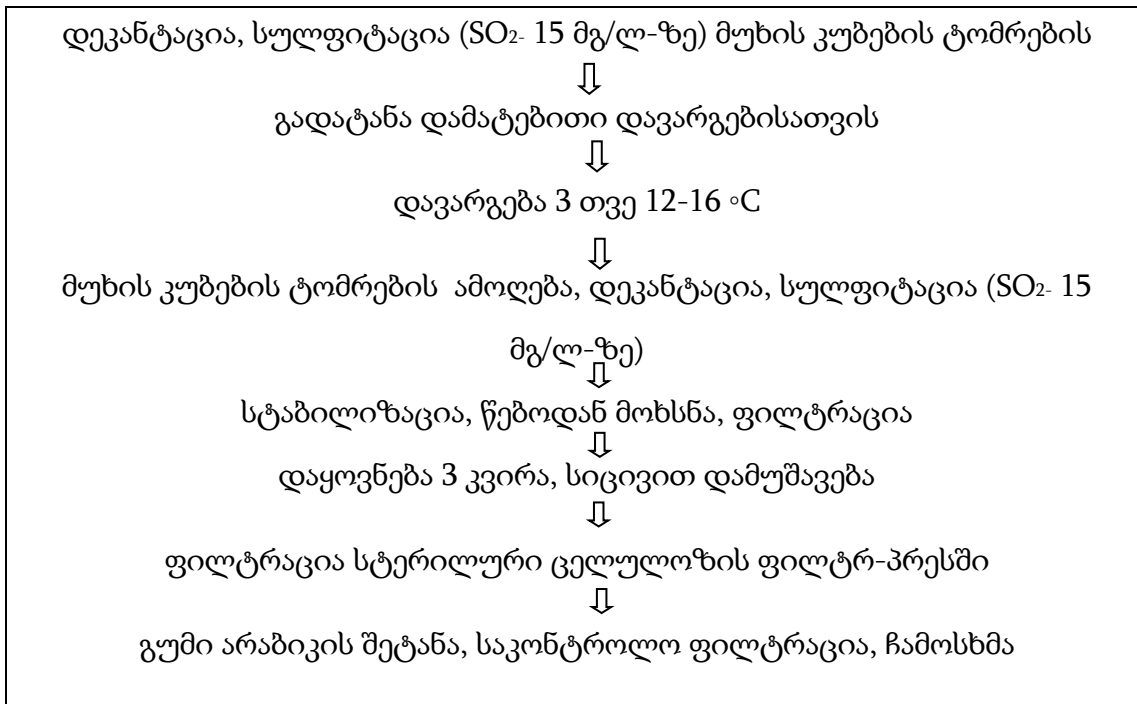 დეკანტაცია, სულფიტაცია (SO₂- 15 მგ/ლ-ზე) მუხის კუბების ტომრების
⇩
გადატანა დამატებითი დავარგებისათვის
⇩
დავარგება 3 თვე 12-16 ◦C
⇩
მუხის კუბების ტომრების ამოღება, დეკანტაცია, სულფიტაცია (SO₂- 15
მგ/ლ-ზე)
⇩
სტაბილიზაცია, წებოდან მოხსნა, ფილტრაცია
⇩
დაყოვნება 3 კვირა, სიცივით დამუშავება
⇩
ფილტრაცია სტერილური ცელულოზის ფილტრ-პრესში
⇩
გუმი არაბიკის შეტანა, საკონტროლო ფილტრაცია, ჩამოსხმა